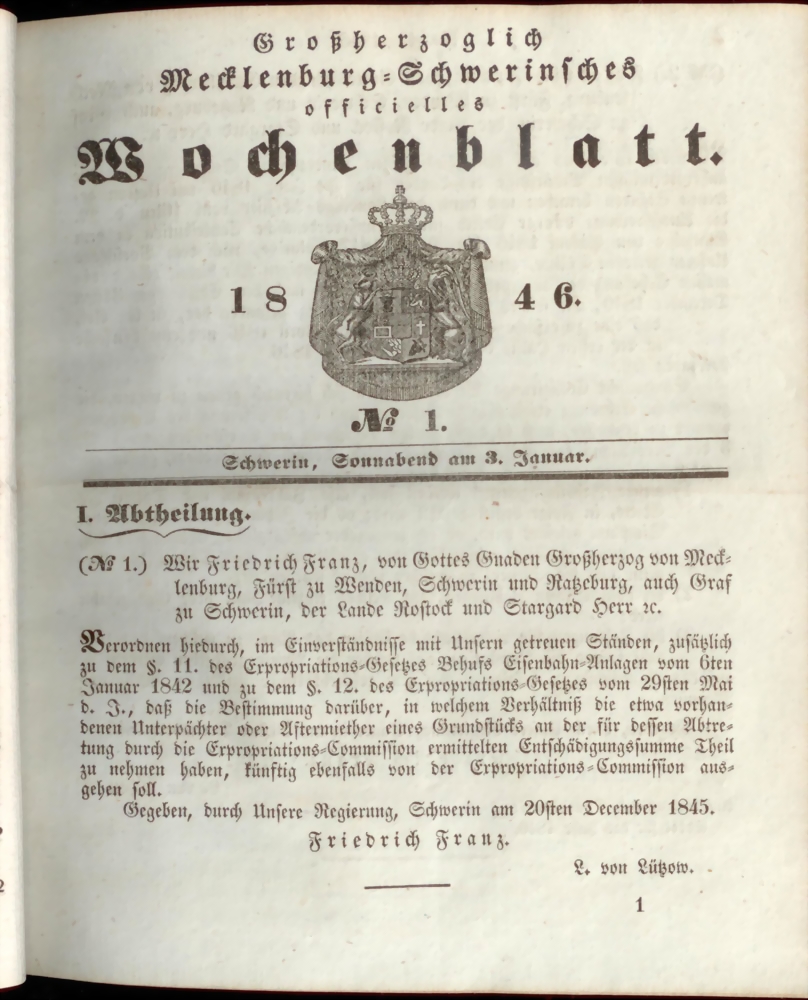 Großherzoglich
Mecklenburg-Schwerinsches
officielles
Wochenblatt.
1846.
№ 1.
Schwerin, Sonnabend am 3. Januar.
I. Abtheilung.
(№ 1.) Wir Friedrich Franz, von Gottes Gnaden Großherzog von Meck-
lenburg, Fürst zu Wenden, Schwerin und Ratzeburg, auch Graf
zu Schwerin, der Lande Rostock und Stargard Herr ꝛc.
Verordnen hiedurch, im Einverständnisse mit Unsern getreuen Ständen, zusätzlich
zu dem §. 11. des Expropriations-Gesetzes Behufs Eisenbahn-Anlagen vom 6ten
Januar 1842 und zu dem §. 12. des Expropriations-Gesetzes vom 29sten Mai
d. J., daß die Bestimmung darüber, in welchem Verhältniß die etwa vorhan-
denen Unterpächter oder Aftermiether eines Grundstücks an der für dessen Abtre-
tung durch die Expropriations-Commission ermittelten Entschädigungssumme Theil
zu nehmen haben, künftig ebenfalls von der Expropriations-Commission aus-
gehen soll.
Gegeben, durch Unsere Regierung, Schwerin am 20sten December 1845.
Friedrich Franz.
L. von Lützow.
1